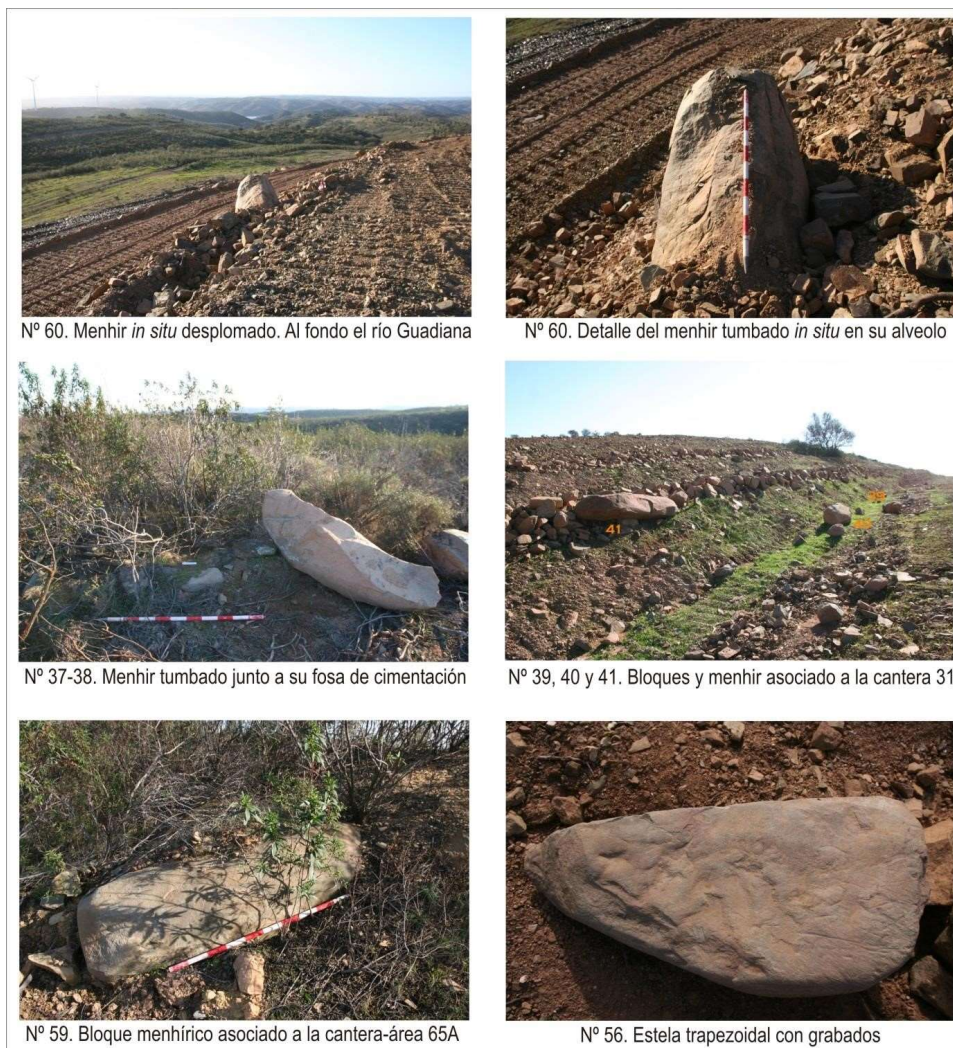 Nº 60. Menhir in situ desplomado. Al fondo el río Guadiana
Nº 60. Detalle del menhir tumbado in situ en su alveolo
41
Nº 37-38. Menhir tumbado junto a su fosa de cimentación
Nº 39, 40 y 41. Bloques y menhir asociado a la cantera 31
Nº 59. Bloque menhírico asociado a la cantera-área 65A
Nº 56. Estela trapezoidal con grabados